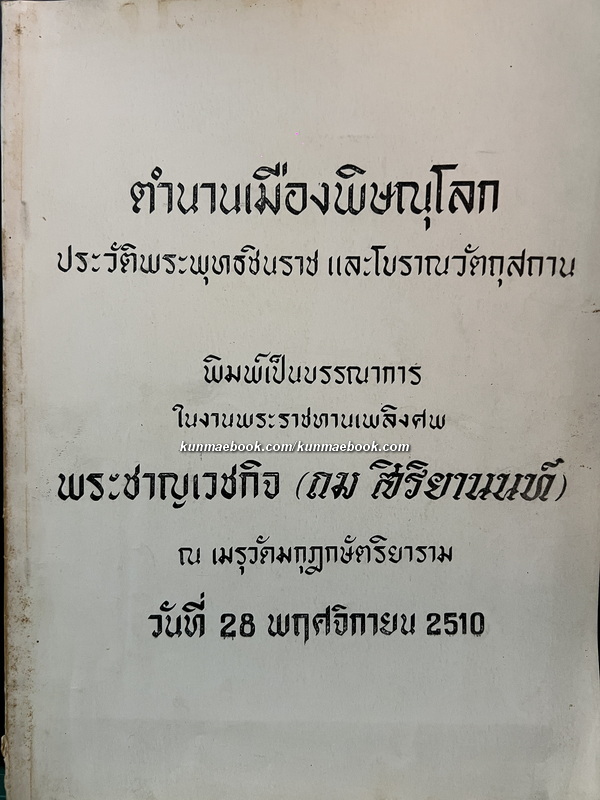 ตำนานเมืองพิษณุโลก
ประวัติพระพุทธชินราช และโบราณวัตถุสถาน
พิมพ์เป็นบรรณาการ
ในงานพระราชทานเพลิงศพ
kunmaebook.com/kunmaebook.com
พระชาญเวชกิจ (ถม สิริยานนท์)
ณ เมรุวัดมกุฎกษัตริยาราม
วันที่ 28 พฤศจิกายน 2510